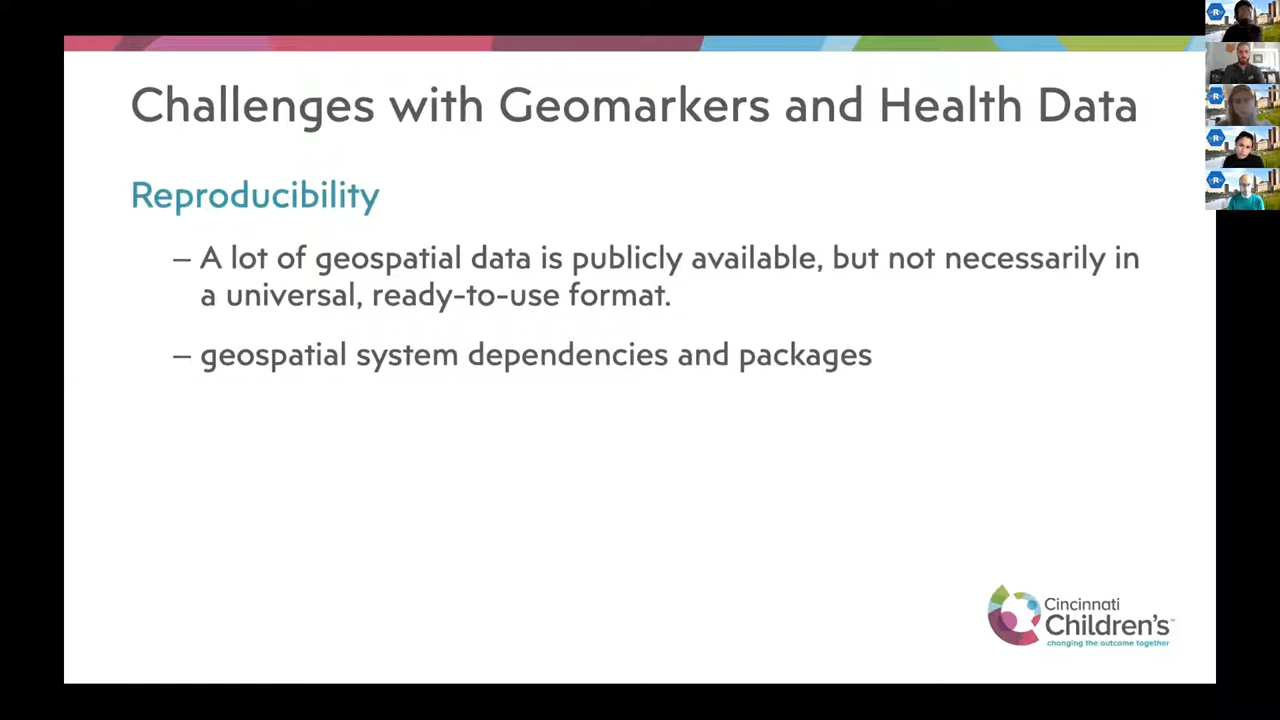 Challenges with Geomarkers and Health Data
Reproducibility
– A lot of geospatial data is publicly available, but not necessarily in
a universal, ready-to-use format.
– geospatial system dependencies and packages
Cincinnati
Children's™
changing the outcome together
R
R
R
R